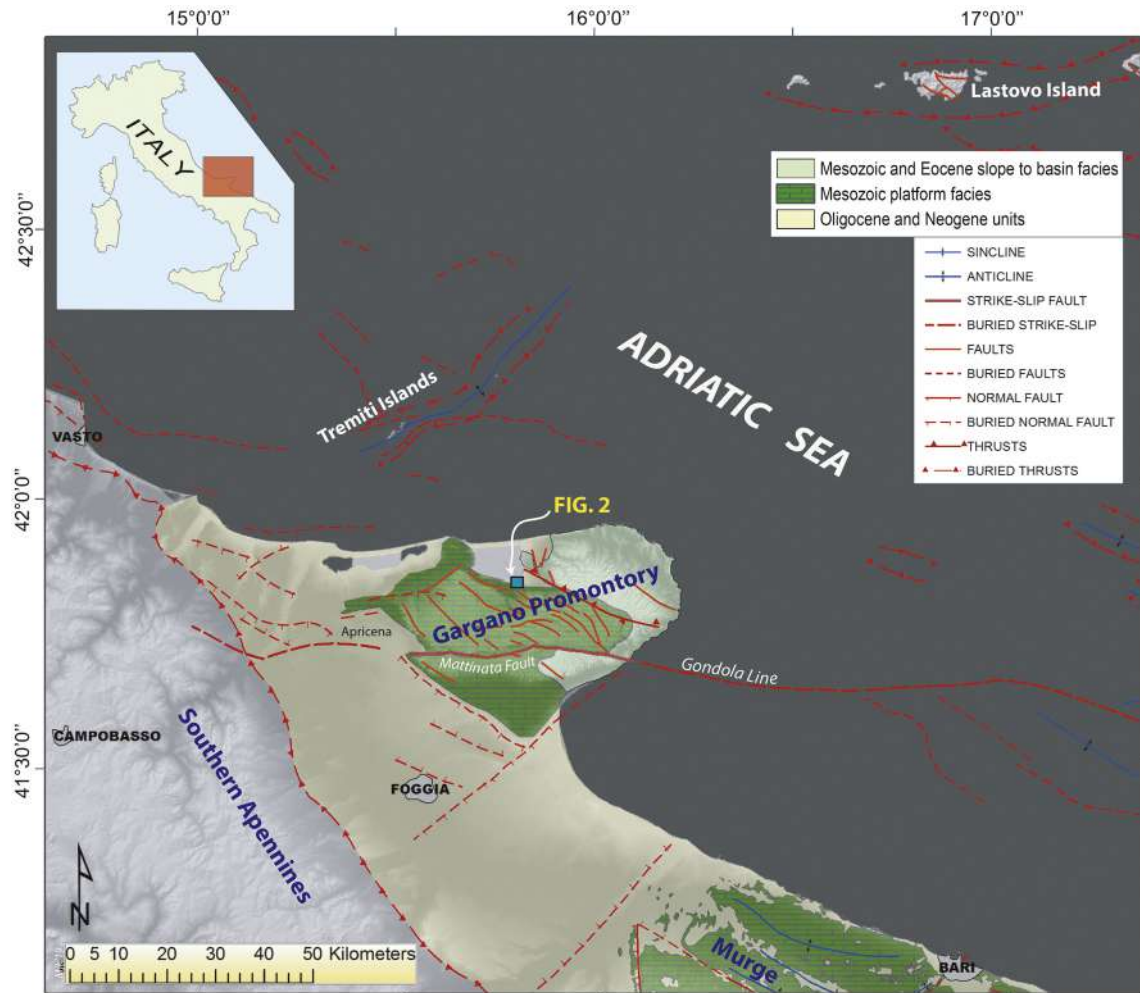 15°0'0"
16°0'0"
17°0'0"
ITALY
Lastovo Island
Mesozoic and Eocene slope to basin facies
Mesozoic platform facies
Oligocene and Neogene units
42°30'0"
SINCLINE
ANTICLINE
STRIKE-SLIP FAULT
BURIED STRIKE-SLIP
FAULTS
BURIED FAULTS
NORMAL FAULT
BURIED NORMAL FAULT
THRUSTS
BURIED THRUSTS
ADRIATIC SEA
Tremiti Islands
VASTO
42°0'0"
FIG. 2
Gargano Promontory
Apricena
Mattinata Fault
Gondola Line
Southern Apennines
CAMPOBASSO
41°30'0"
FOGGIA
N
Murge
BARI
0 5 10 20 30 40 50 Kilometers